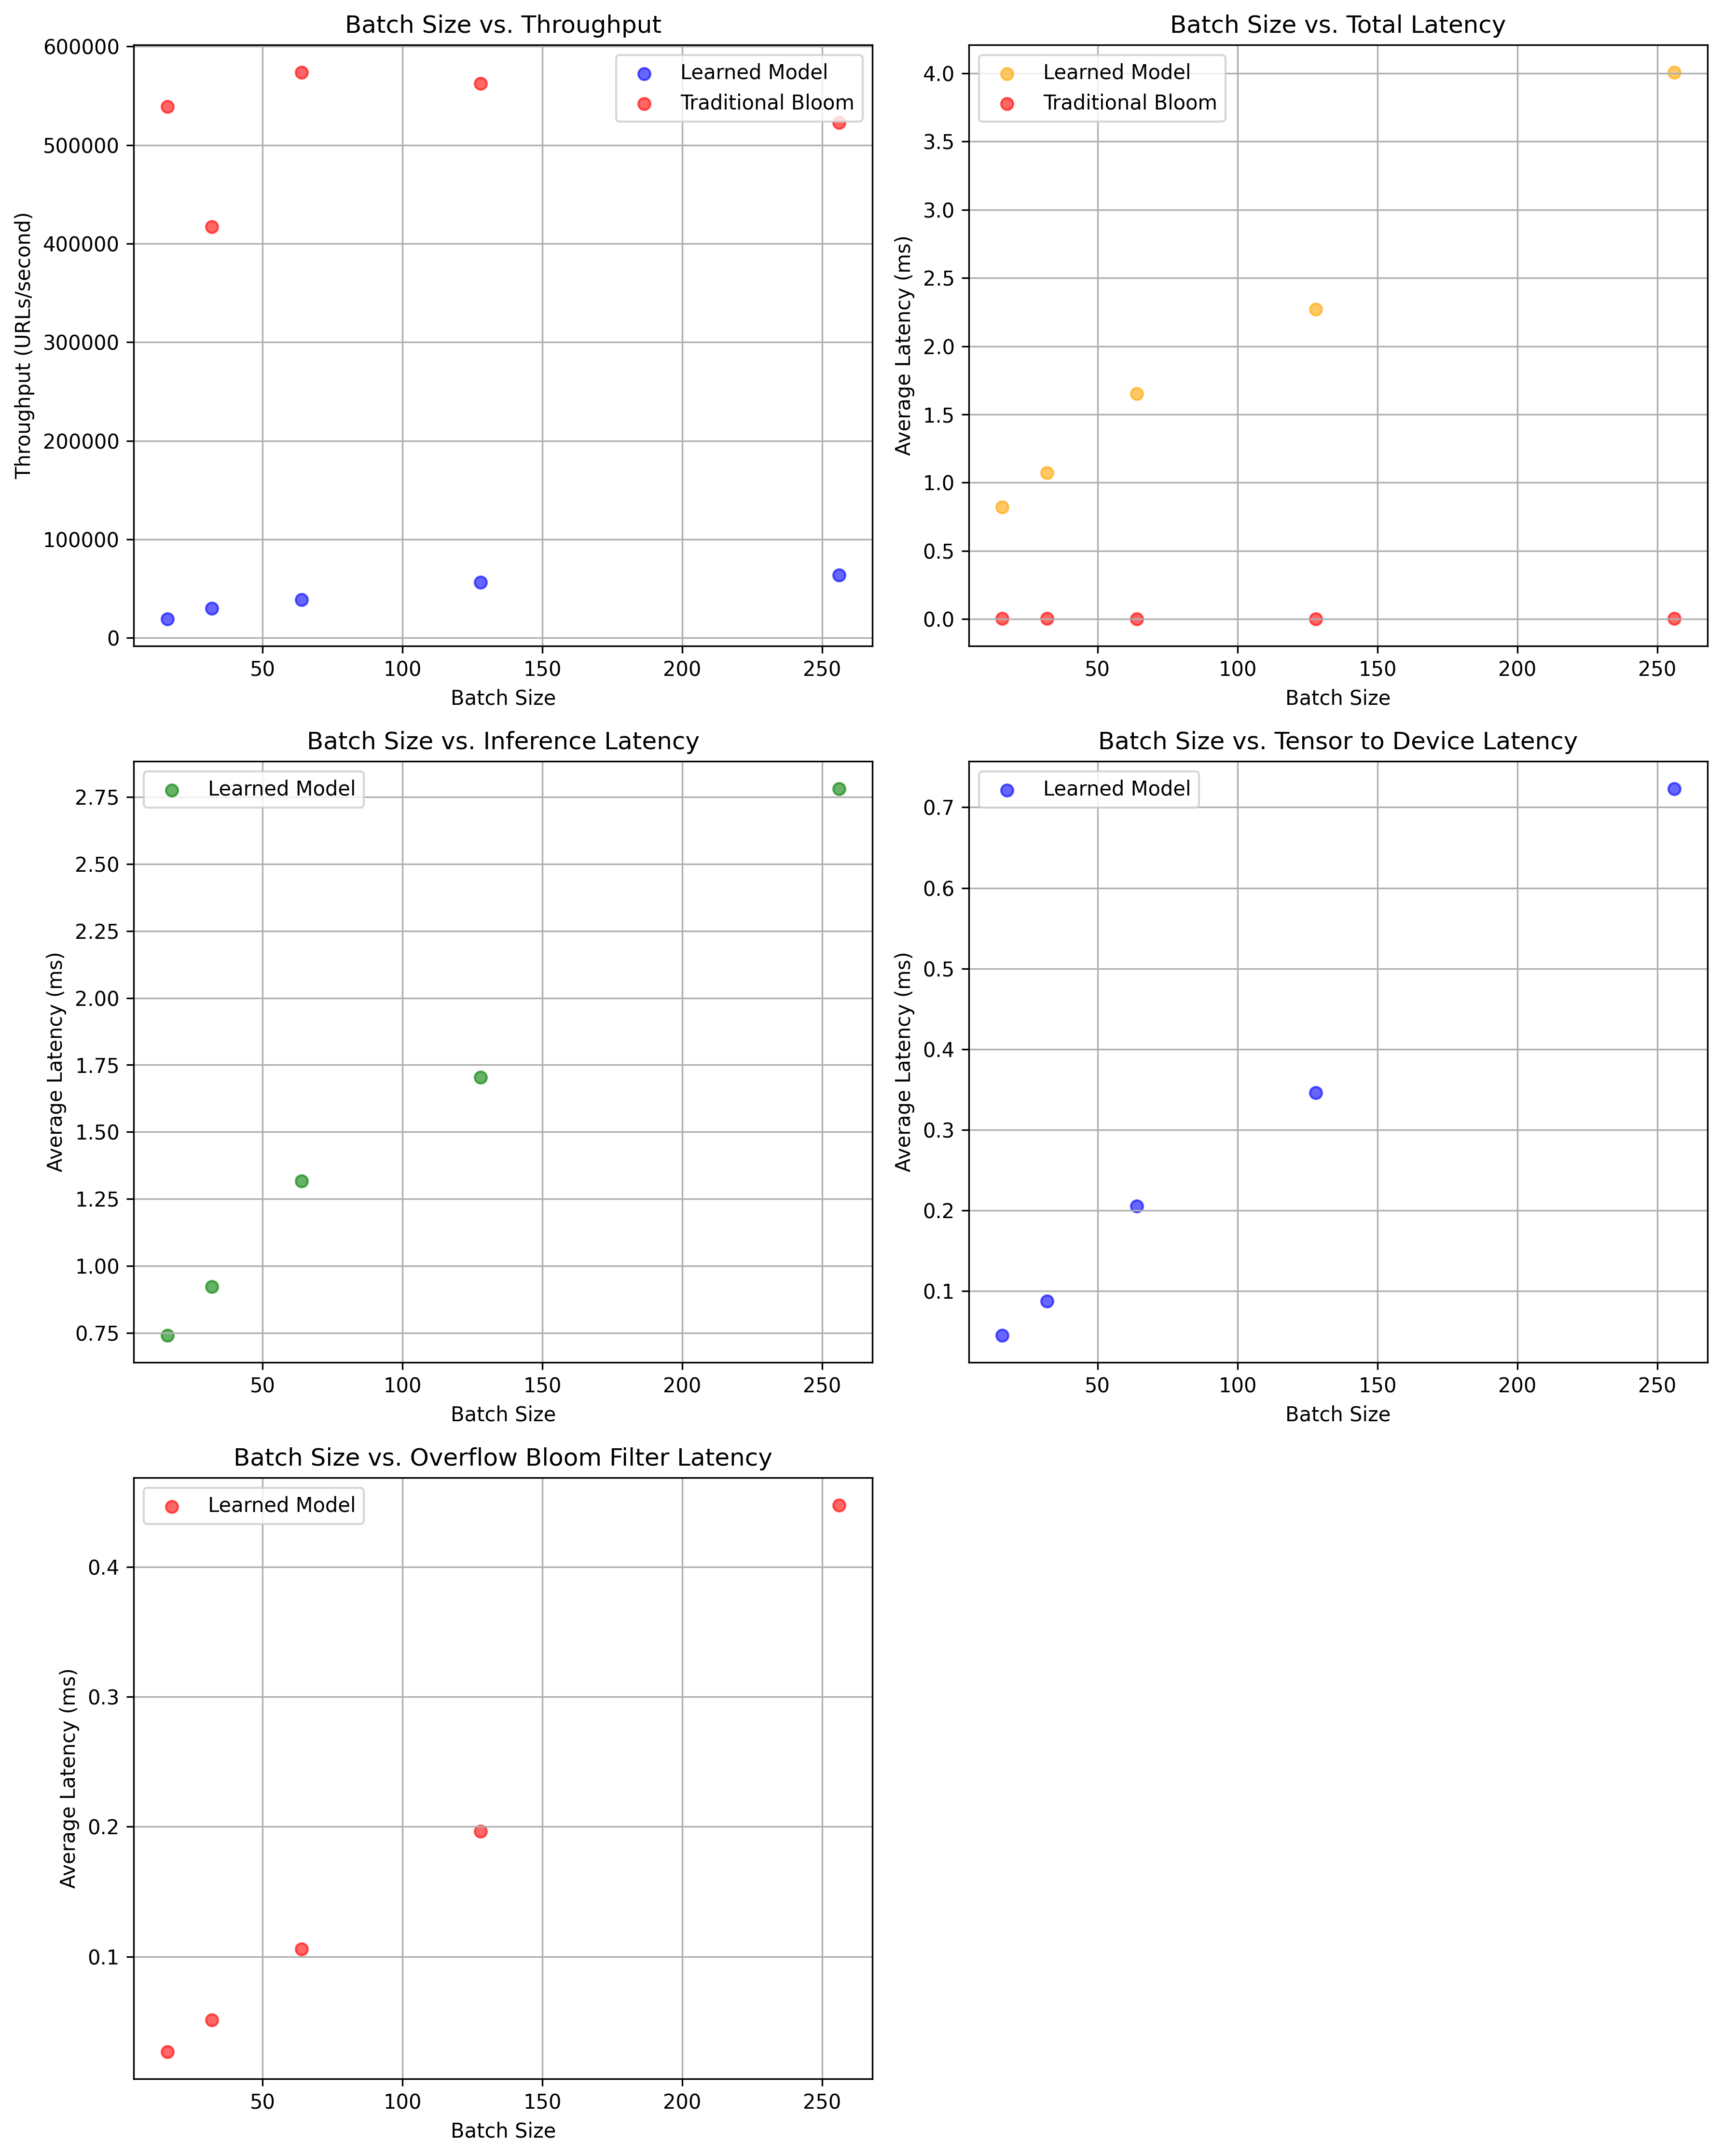 Batch Size vs. Throughput
600000
500000
400000
300000
200000
100000
0
Throughput (URLs/second)
Learned Model
Traditional Bloom
50 100 150 200 250
Batch Size
Batch Size vs. Total Latency
4.0
3.5
3.0
2.5
2.0
1.5
1.0
0.5
0.0
Average Latency (ms)
Learned Model
Traditional Bloom
50 100 150 200 250
Batch Size
Batch Size vs. Inference Latency
2.75
2.50
2.25
2.00
1.75
1.50
1.25
1.00
0.75
Average Latency (ms)
Learned Model
50 100 150 200 250
Batch Size
Batch Size vs. Tensor to Device Latency
0.7
0.6
0.5
0.4
0.3
0.2
0.1
Average Latency (ms)
Learned Model
50 100 150 200 250
Batch Size
Batch Size vs. Overflow Bloom Filter Latency
0.4
0.3
0.2
0.1
Average Latency (ms)
Learned Model
50 100 150 200 250
Batch Size